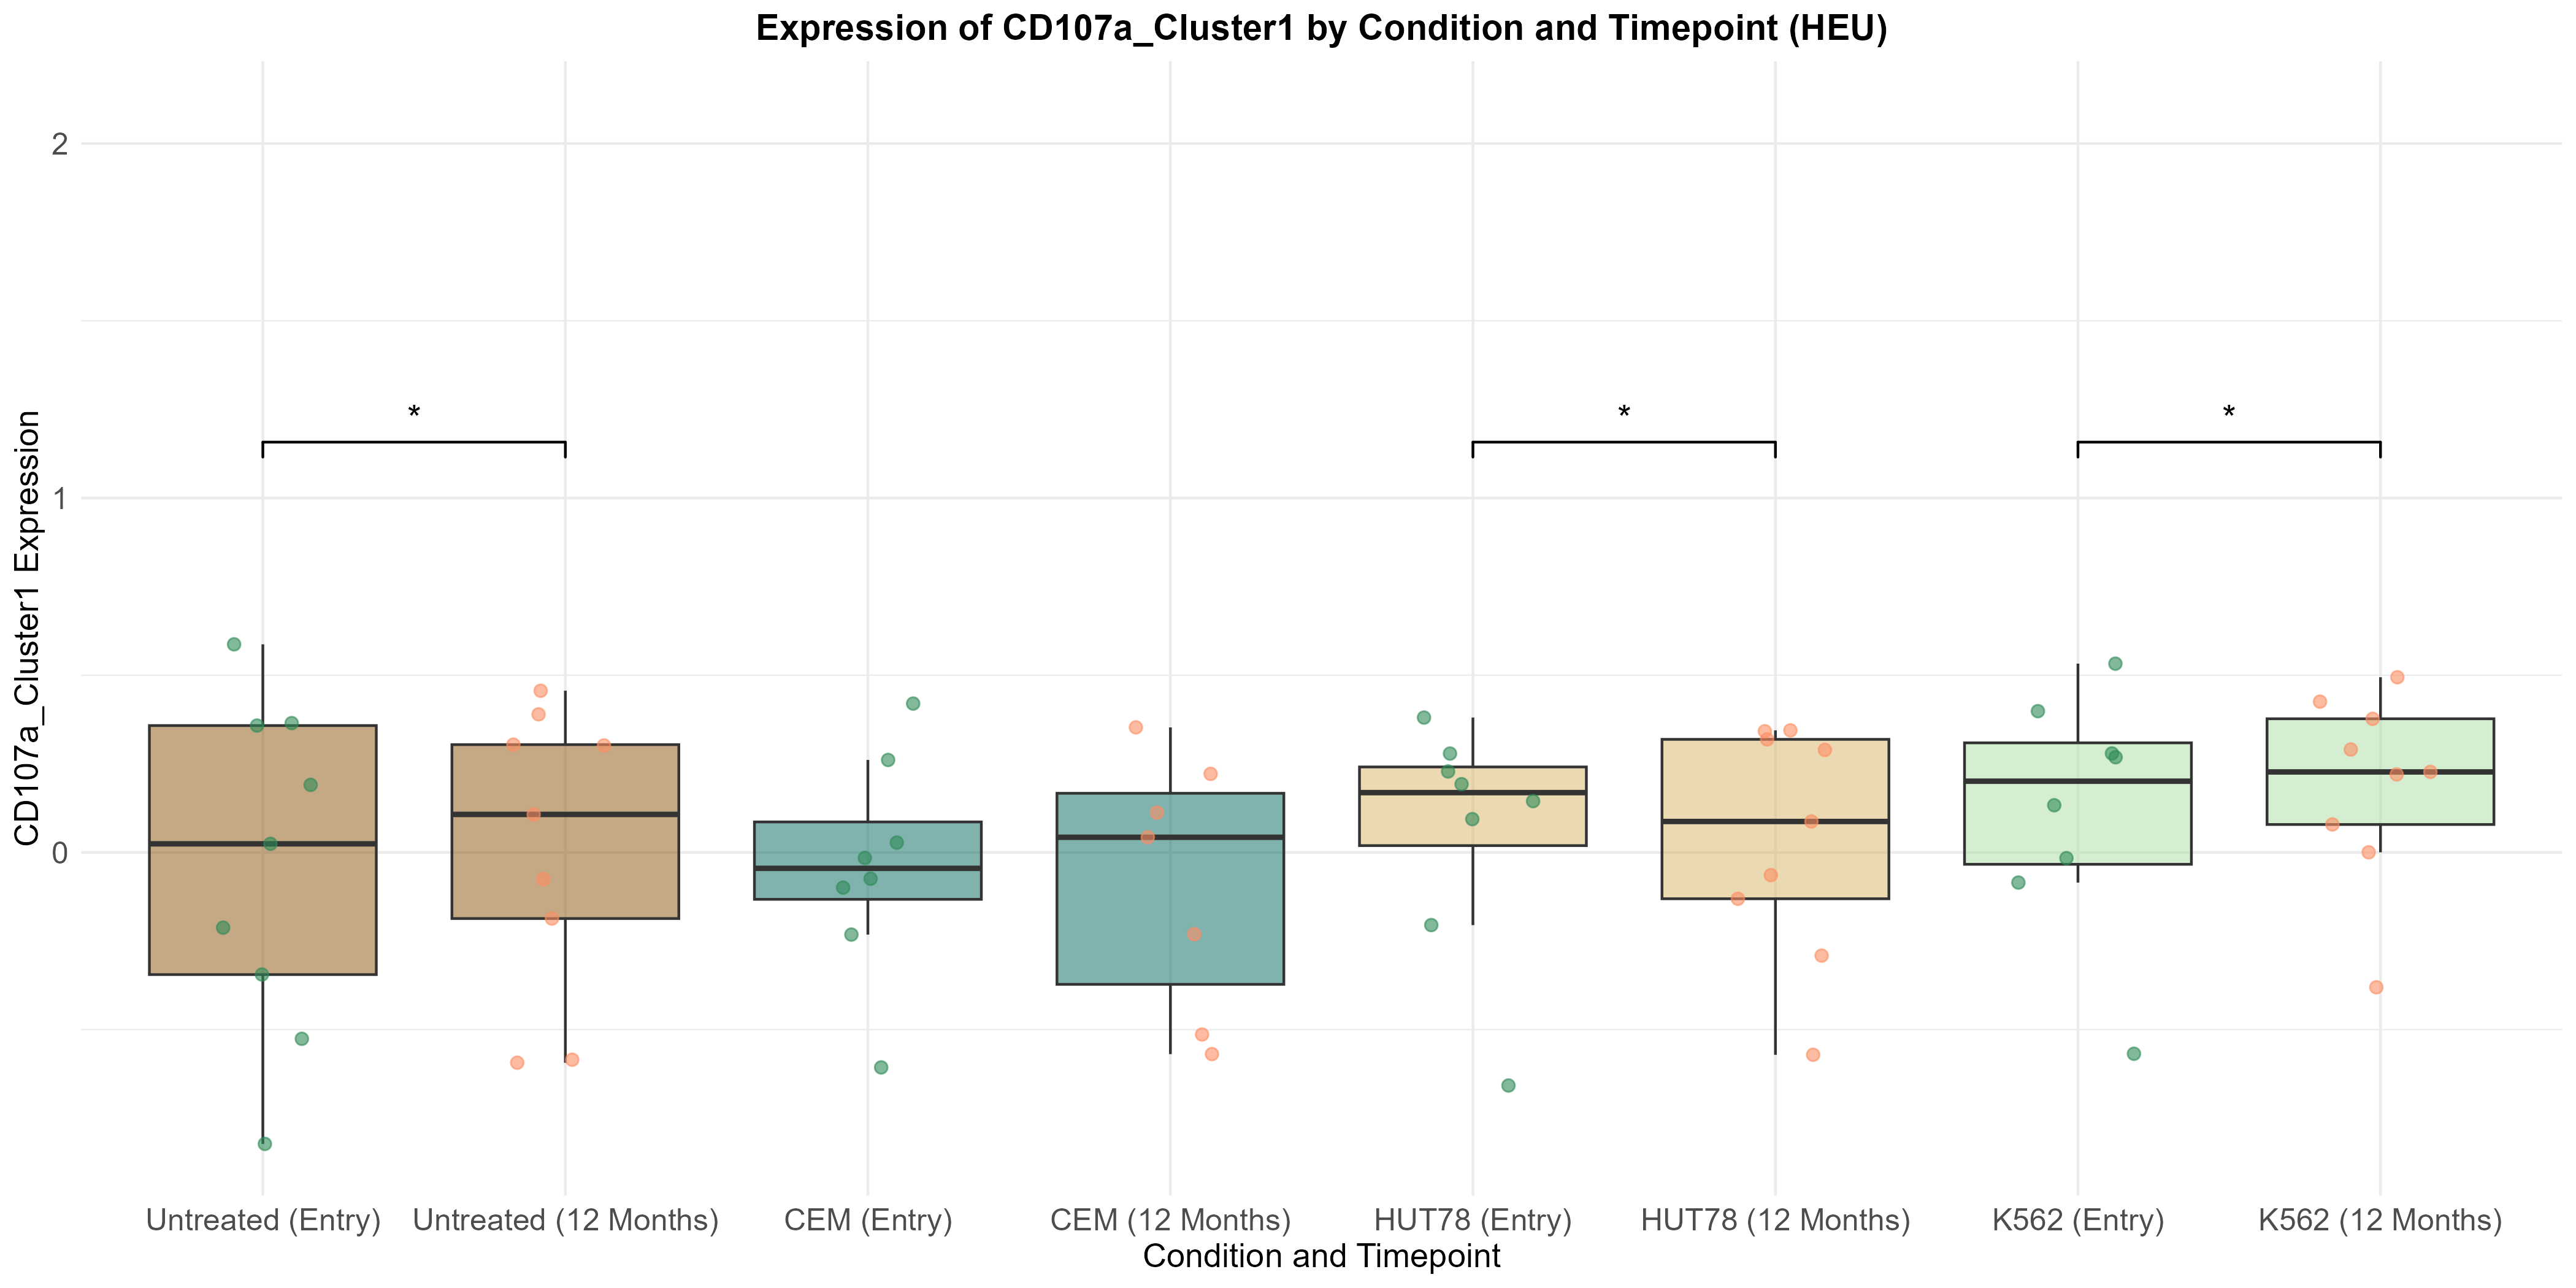 Expression of CD107a_Cluster1 by Condition and Timepoint (HEU)
CD107a_Cluster1 Expression
2
1
0
*
*
*
Untreated (Entry)
Untreated (12 Months)
CEM (Entry)
CEM (12 Months)
HUT78 (Entry)
HUT78 (12 Months)
K562 (Entry)
K562 (12 Months)
Condition and Timepoint